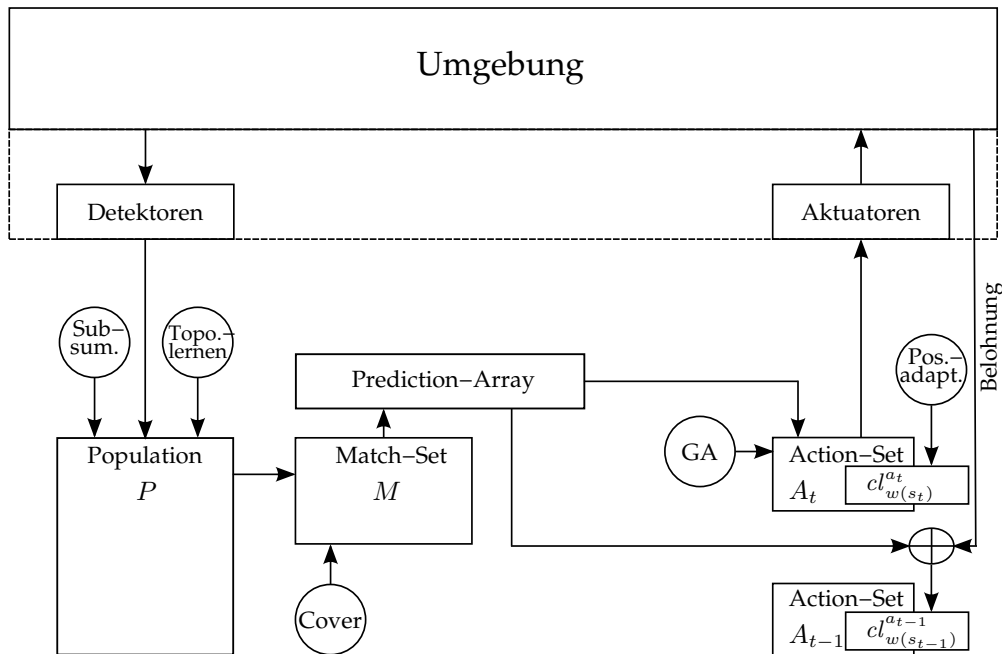 Umgebung
Detektoren
Aktuatoren
Belohnung
Sub–
sum.
Topo.–
lernen
Pos.–
adapt.
Prediction–Array
GA
Population
P
Match–Set
M
Action–Set
A_t
cl^{a_t}_{w(s_t)}
Cover
Action–Set
A_{t−1}
cl^{a_{t−1}}_{w(s_{t−1})}